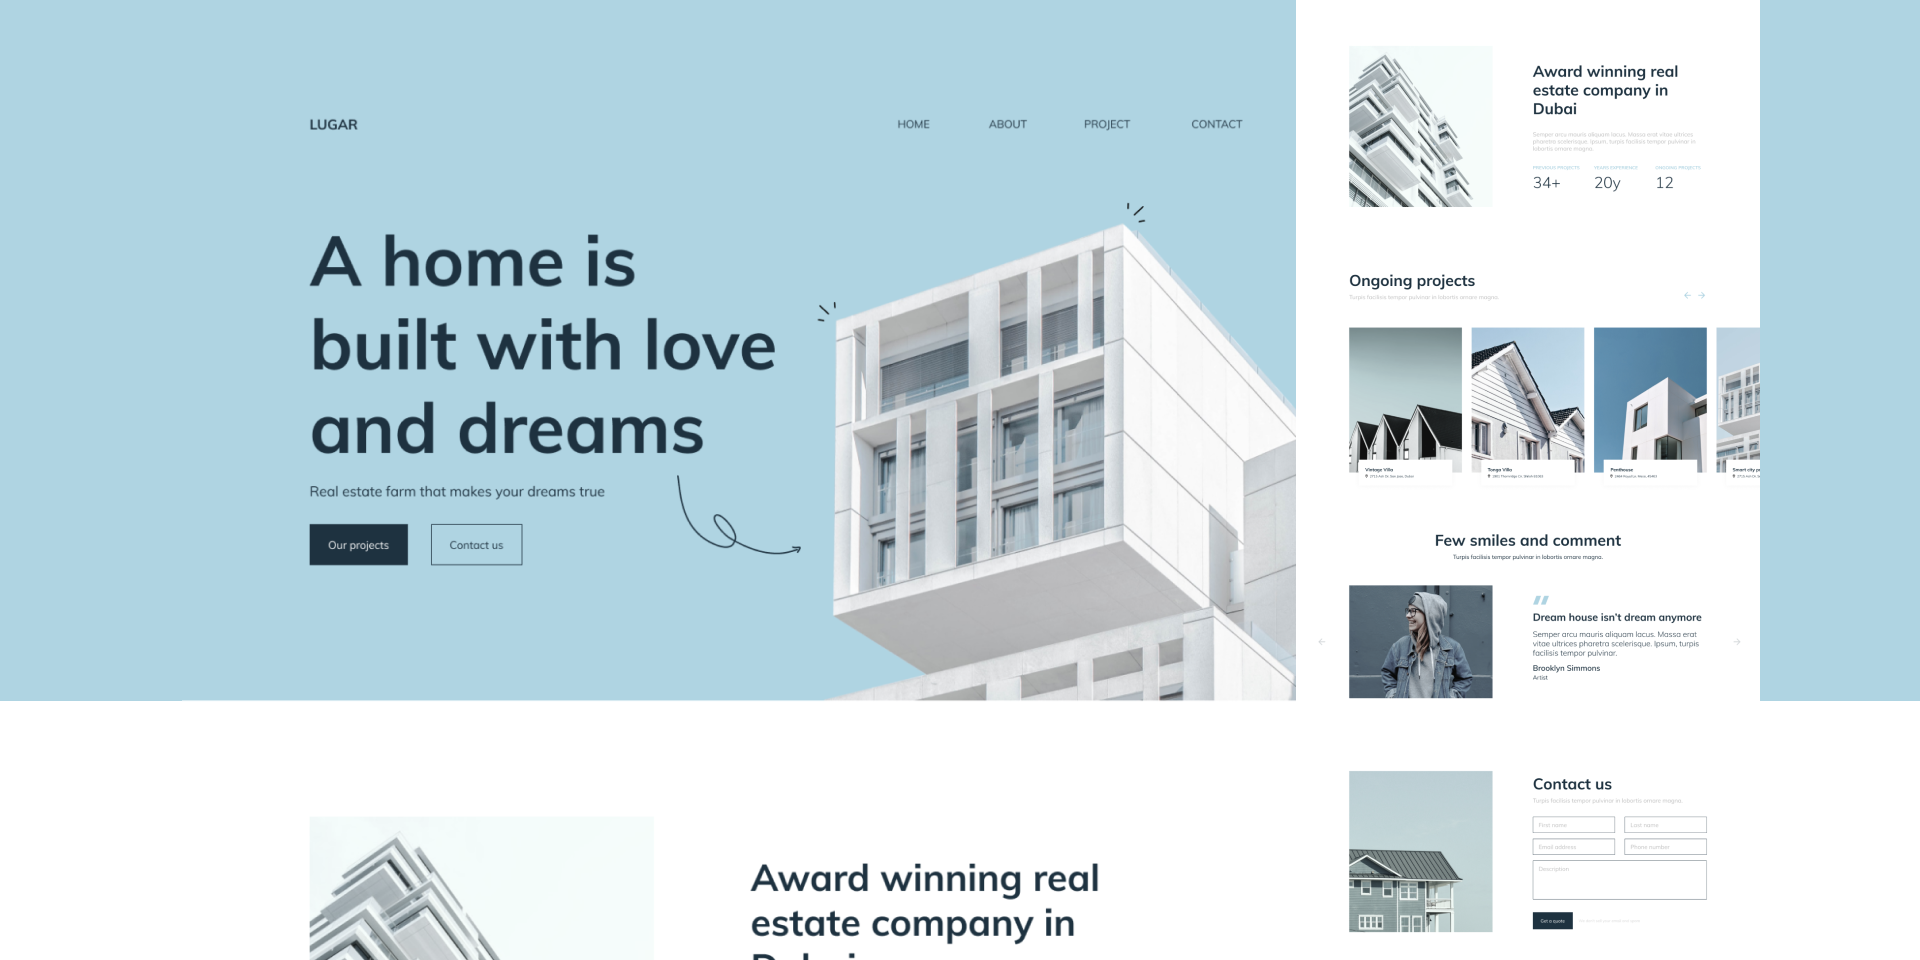 LUGAR
HOME
ABOUT
PROJECT
CONTACT
A home is
built with love
and dreams
Real estate farm that makes your dreams true
Our projects
Contact us
Award winning real
estate company in
Dubai
Award winning real
estate company in
Dubai
Semper arcu mauris aliquam lacus. Massa erat vitae ultrices
pharetra scelerisque. Ipsum, turpis facilisis tempor pulvinar in
lobortis ornare magna.
PREVIOUS PROJECTS
YEARS EXPERIENCE
ONGOING PROJECTS
34+
20y
12
Ongoing projects
Turpis facilisis tempor pulvinar in lobortis ornare magna.
Vintage Villa
Tonga Villa
Penthouse
Smart city
Few smiles and comment
Turpis facilisis tempor pulvinar in lobortis ornare magna.
Dream house isn't dream anymore
Semper arcu mauris aliquam lacus. Massa erat
vitae ultrices pharetra scelerisque. Ipsum, turpis
facilisis tempor pulvinar.
Brooklyn Simmons
Artist
Contact us
Turpis facilisis tempor pulvinar in lobortis ornare magna.
First name
Last name
Email address
Phone number
Description
Get a quote